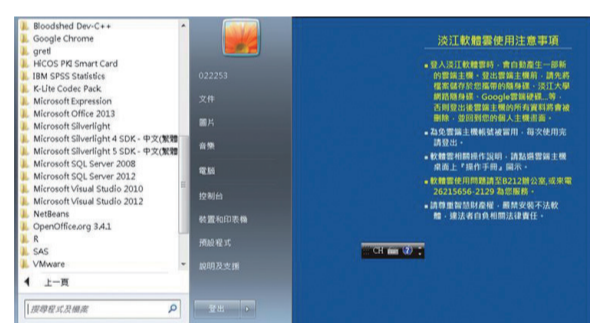 Bloodshed Dev-C++
Google Chrome
gretl
HiCOS PKI Smart Card
IBM SPSS Statistics
K-Lite Codec Pack
Microsoft Expression
Microsoft Office 2013
Microsoft Silverlight
Microsoft Silverlight 4 SDK - 中文(繁體
Microsoft Silverlight 5 SDK - 中文(繁體
Microsoft SQL Server 2008
Microsoft SQL Server 2012
Microsoft Visual Studio 2010
Microsoft Visual Studio 2012
NetBeans
OpenOffice.org 3.4.1
R
SAS
VMware
上一頁
搜尋程式及檔案
022253
文件
圖片
音樂
電腦
控制台
裝置和印表機
預設程式
說明及支援
登出
淡江軟體雲使用注意事項
登入淡江軟體雲時，會自動產生一部新
的雲端主機。登出雲端主機前，請先將
檔案儲存於您攜帶的隨身碟、淡江大學
網路隨身碟、Google雲端硬碟...等，
否則登出後雲端主機的所有資料將會被
刪除，並回到您的個人主機畫面。
為免雲端主機帳號被冒用，每次使用完
請登出。
軟體雲相關操作說明，請點選雲端主機
桌面上『操作手冊』圖示。
軟體雲使用問題請至B212辦公室,或來電
26215656-2129 為您服務。
請尊重智慧財產權，嚴禁安裝不法軟
體，違法者自負相關法律責任。
CH